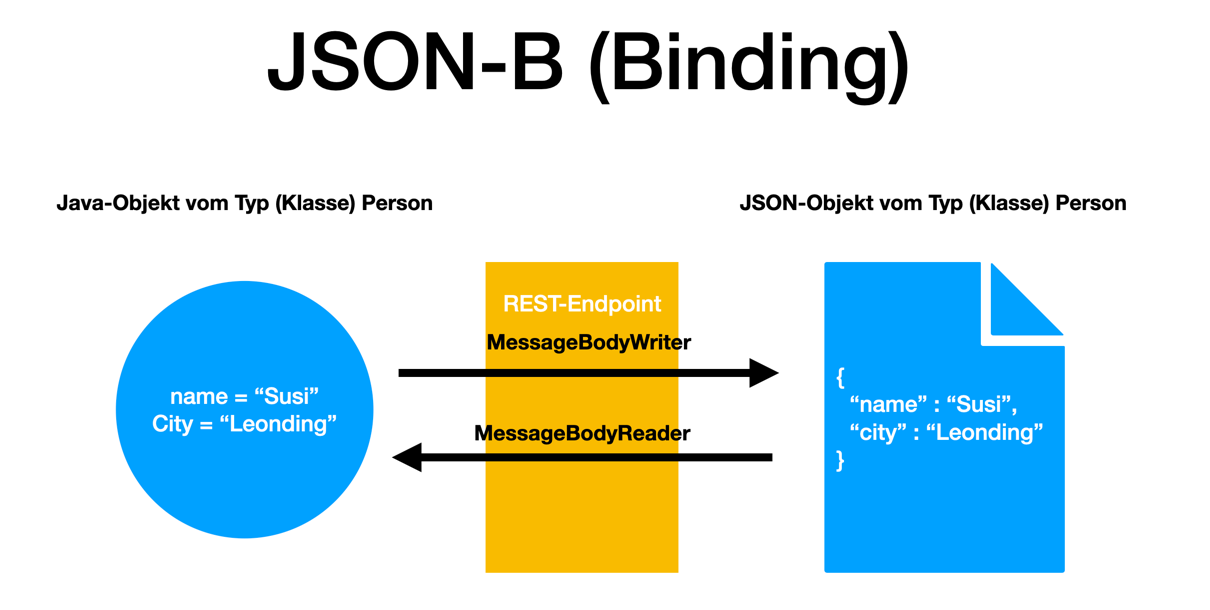 JSON-B (Binding)
Java-Objekt vom Typ (Klasse) Person
JSON-Objekt vom Typ (Klasse) Person
REST-Endpoint
MessageBodyWriter
name = “Susi”
City = “Leonding”
MessageBodyReader
{
“name” : “Susi”,
“city” : “Leonding”
}